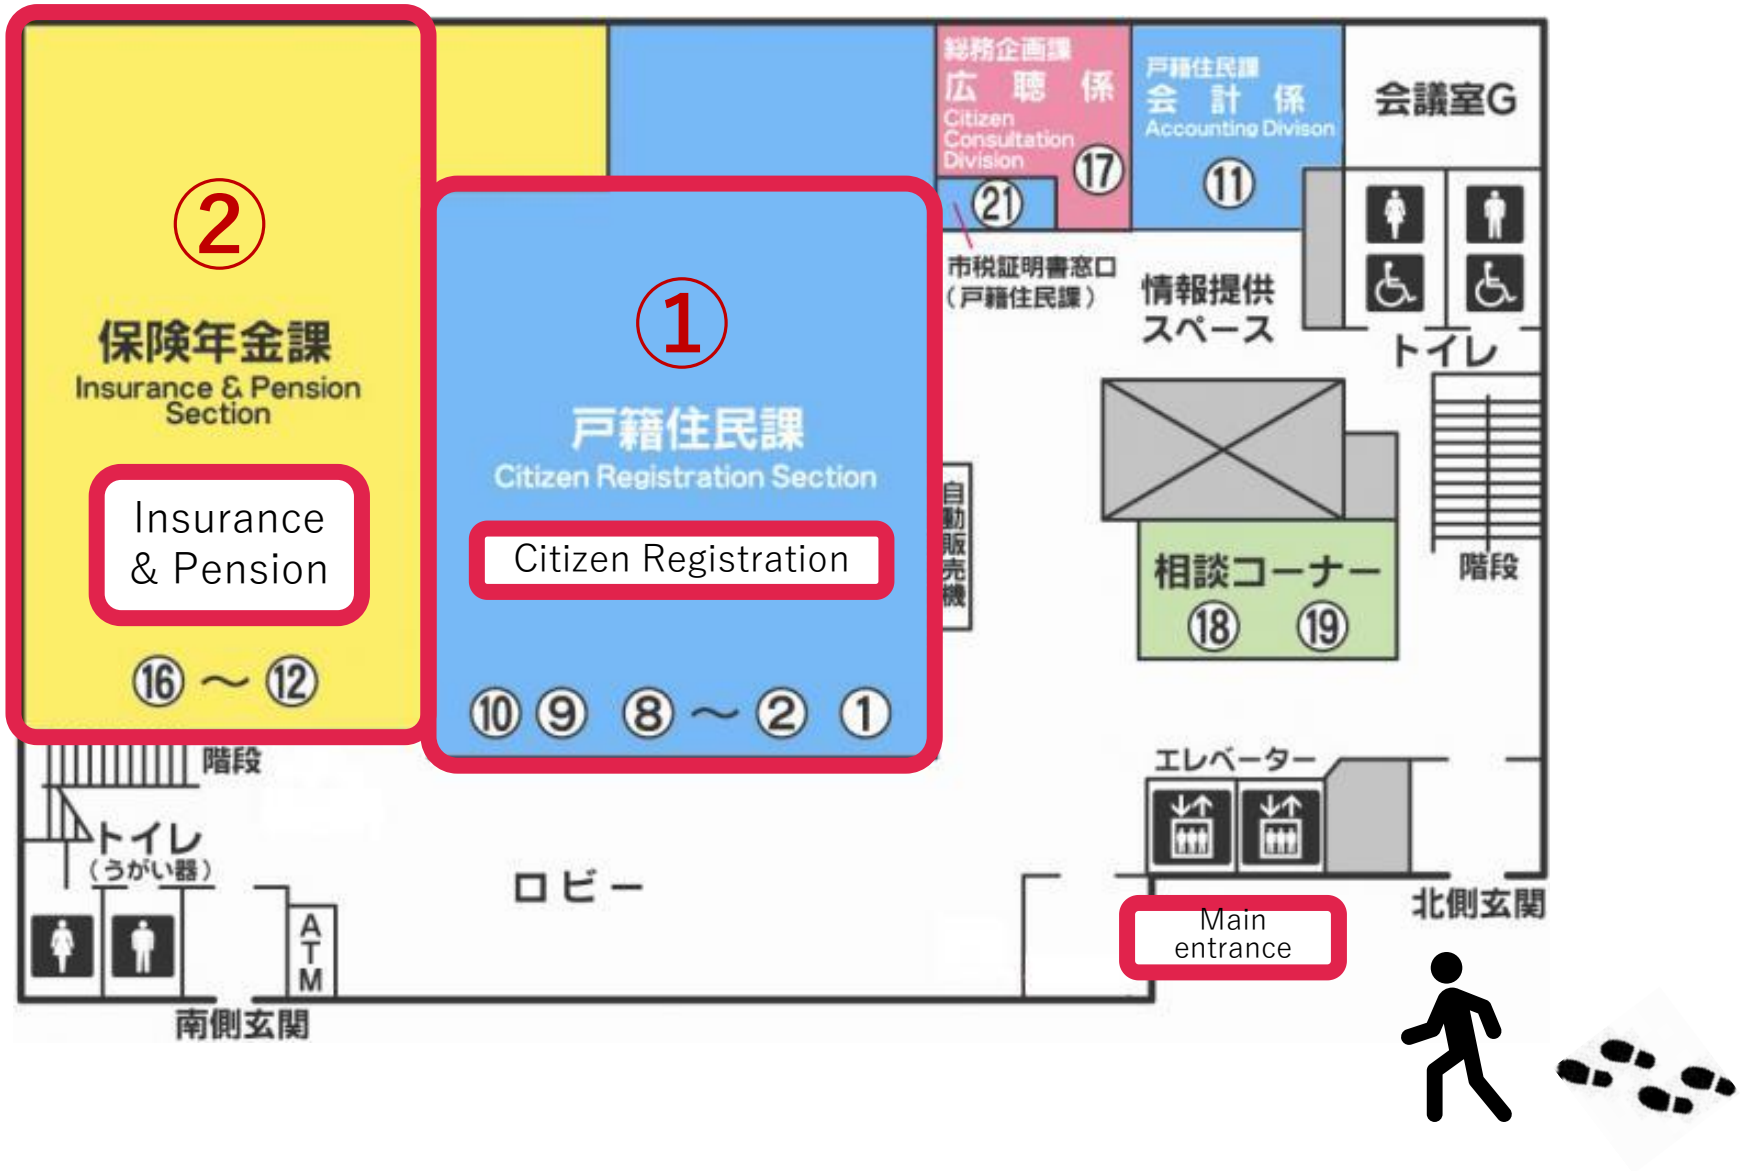 ②
保険年金課
Insurance & Pension
Section
Insurance
& Pension
⑯～⑫
①
戸籍住民課
Citizen Registration Section
Citizen Registration
⑩⑨ ⑧～② ①
総務企画課
広聴係
Citizen
Consultation
Division
⑰
㉑
市税証明書窓口
（戸籍住民課）
戸籍住民課
会計係
Accounting Divison
⑪
会議室G
情報提供
スペース
トイレ
階段
自動販売機
相談コーナー
⑱ ⑲
エレベーター
北側玄関
Main
entrance
階段
トイレ
（うがい器）
ATM
ロビー
南側玄関